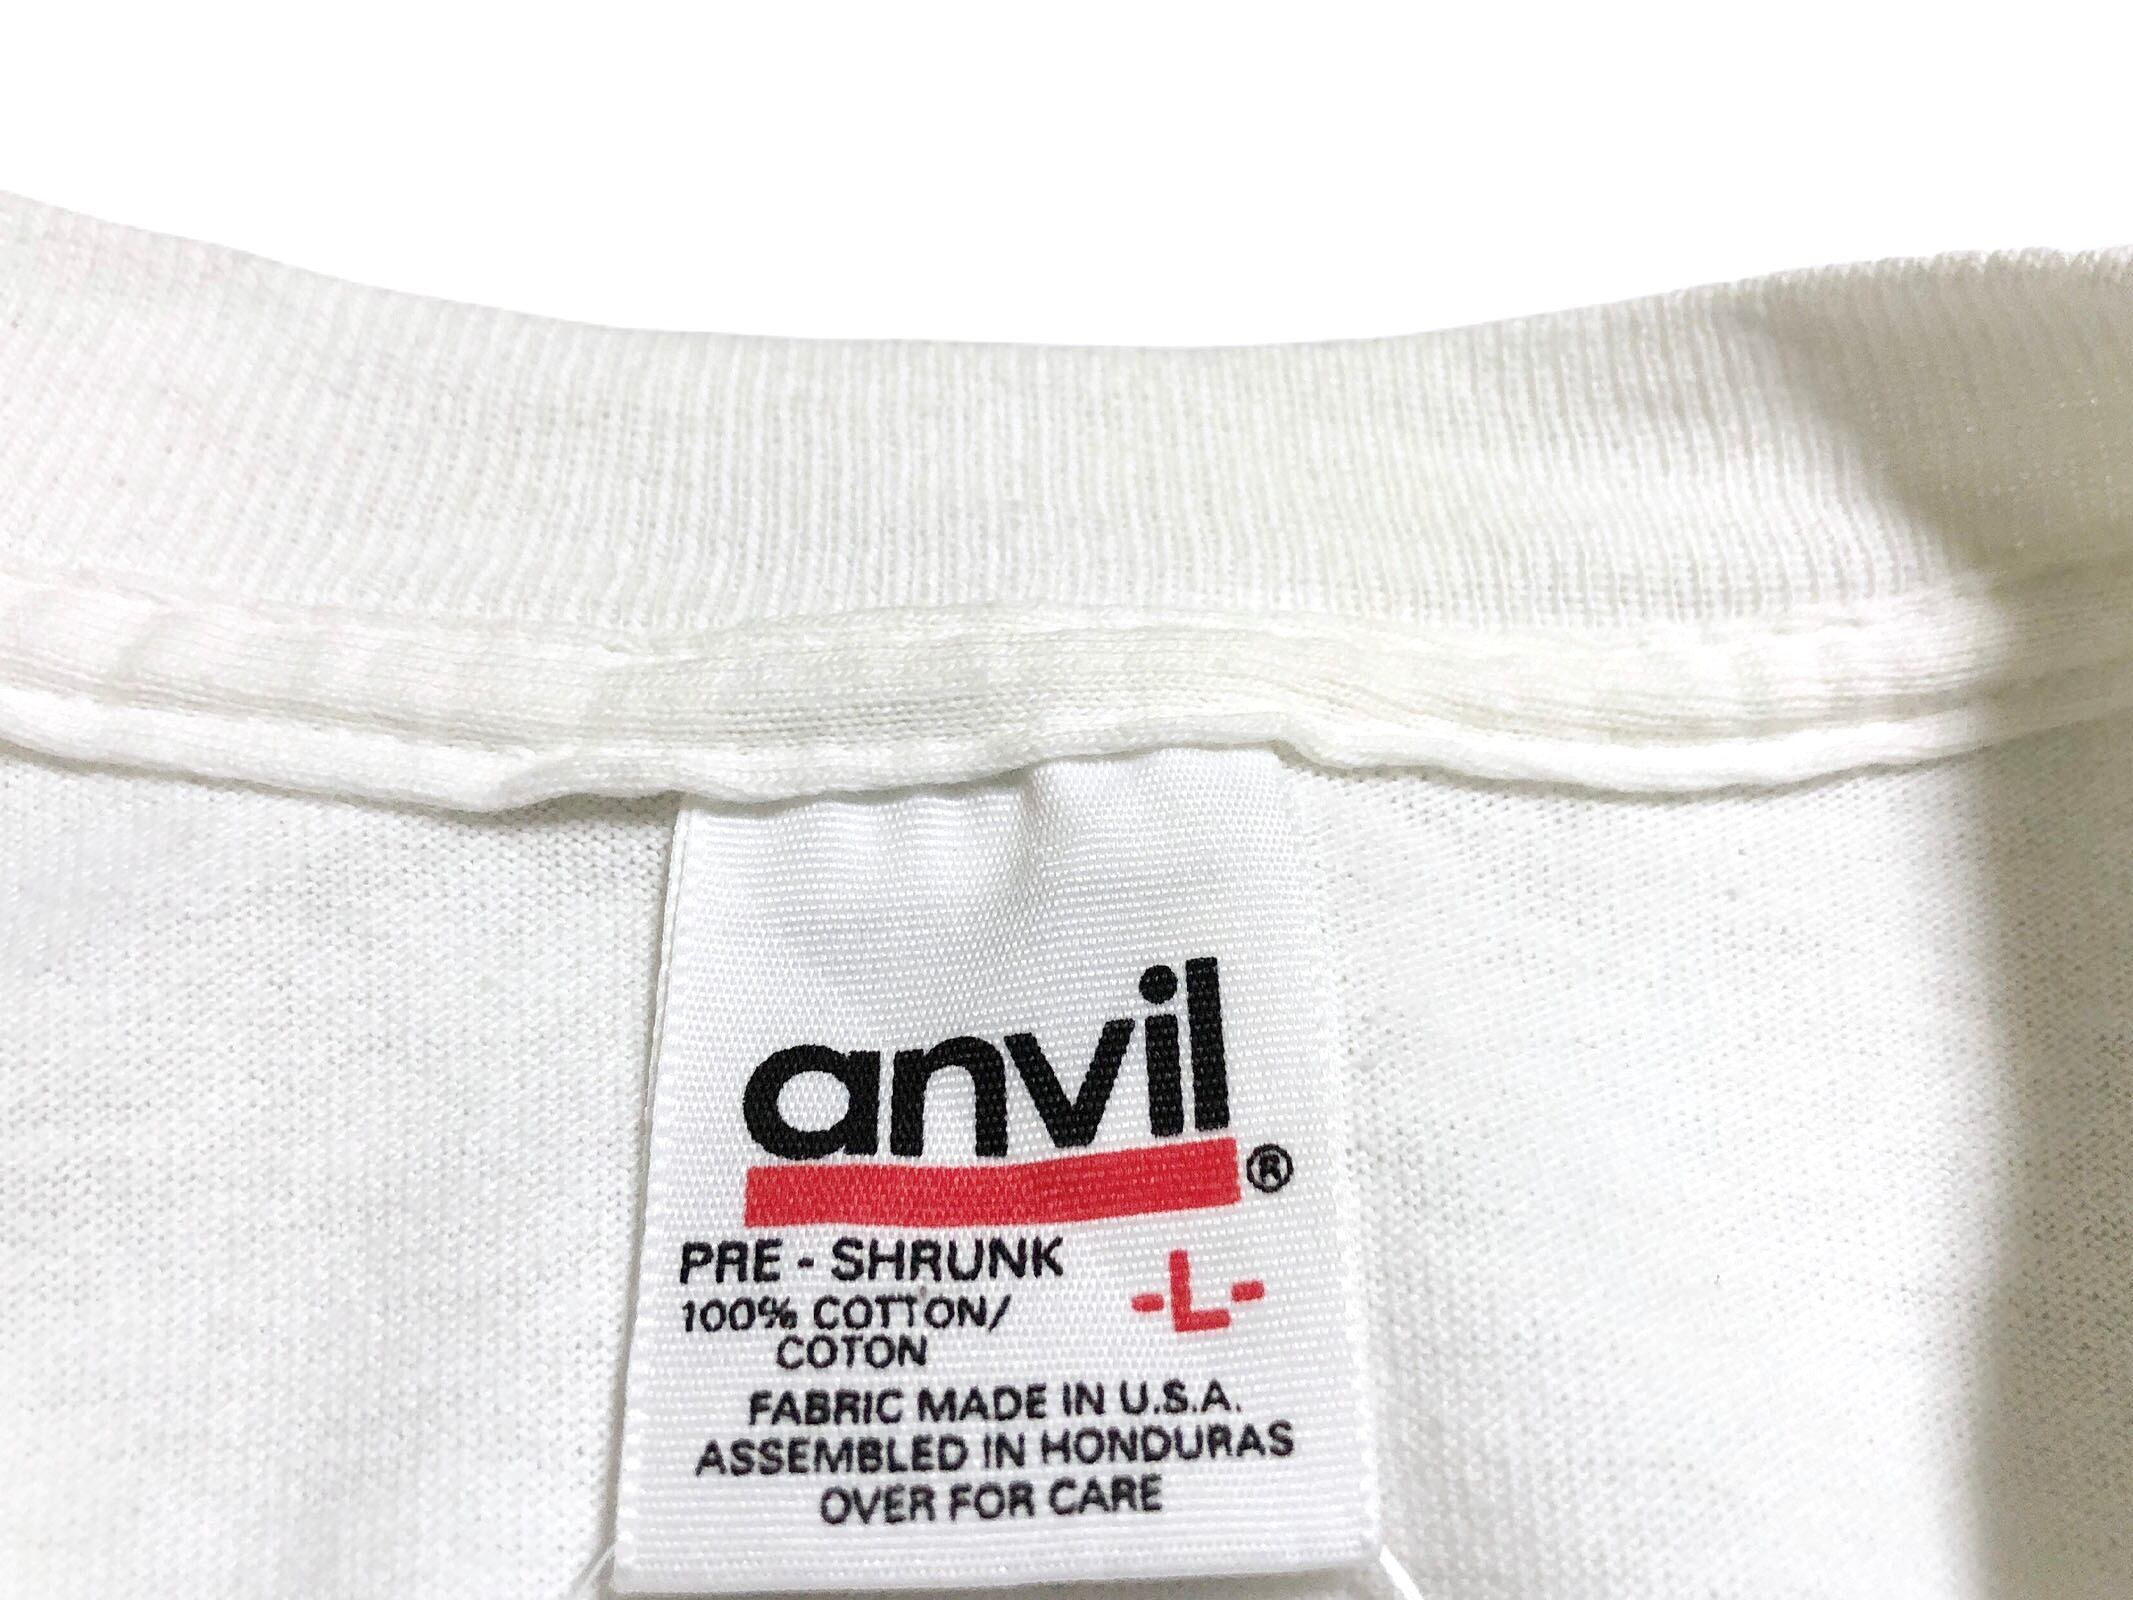 anvil®
PRE - SHRUNK
-L-
100% COTTON/
COTON
FABRIC MADE IN U.S.A.
ASSEMBLED IN HONDURAS
OVER FOR CARE